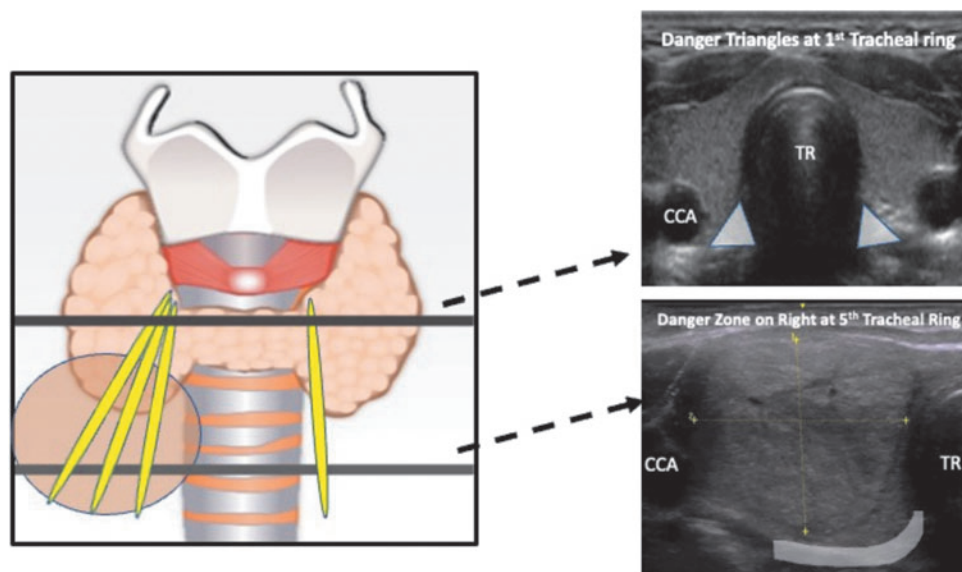 Danger Triangles at 1st Tracheal ring
TR
CCA
Danger Zone on Right at 5th Tracheal Ring
CCA
TR